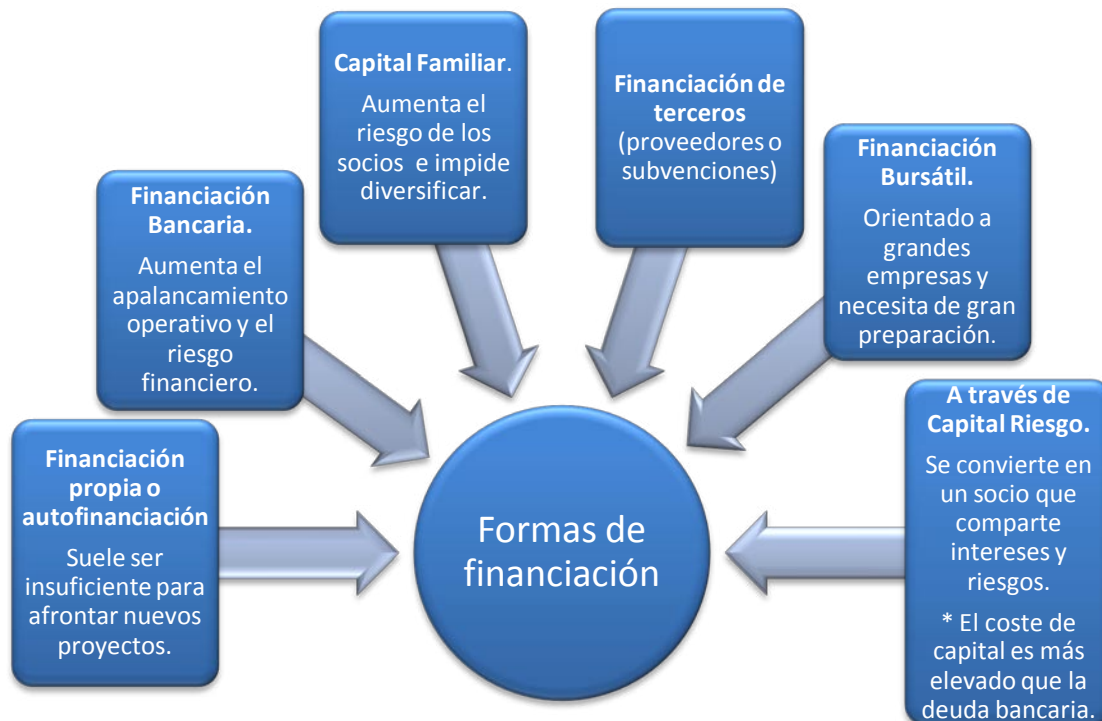 Financiación
propia o
autofinanciación
Suele ser
insuficiente para
afrontar nuevos
proyectos.
Financiación
Bancaria.
Aumenta el
apalancamiento
operativo y el
riesgo
financiero.
Capital Familiar.
Aumenta el
riesgo de los
socios e impide
diversificar.
Financiación de
terceros
(proveedores o
subvenciones)
Financiación
Bursátil.
Orientado a
grandes
empresas y
necesita de gran
preparación.
A través de
Capital Riesgo.
Se convierte en
un socio que
comparte
intereses y
riesgos.
* El coste de
capital es más
elevado que la
deuda bancaria.
Formas de
financiación